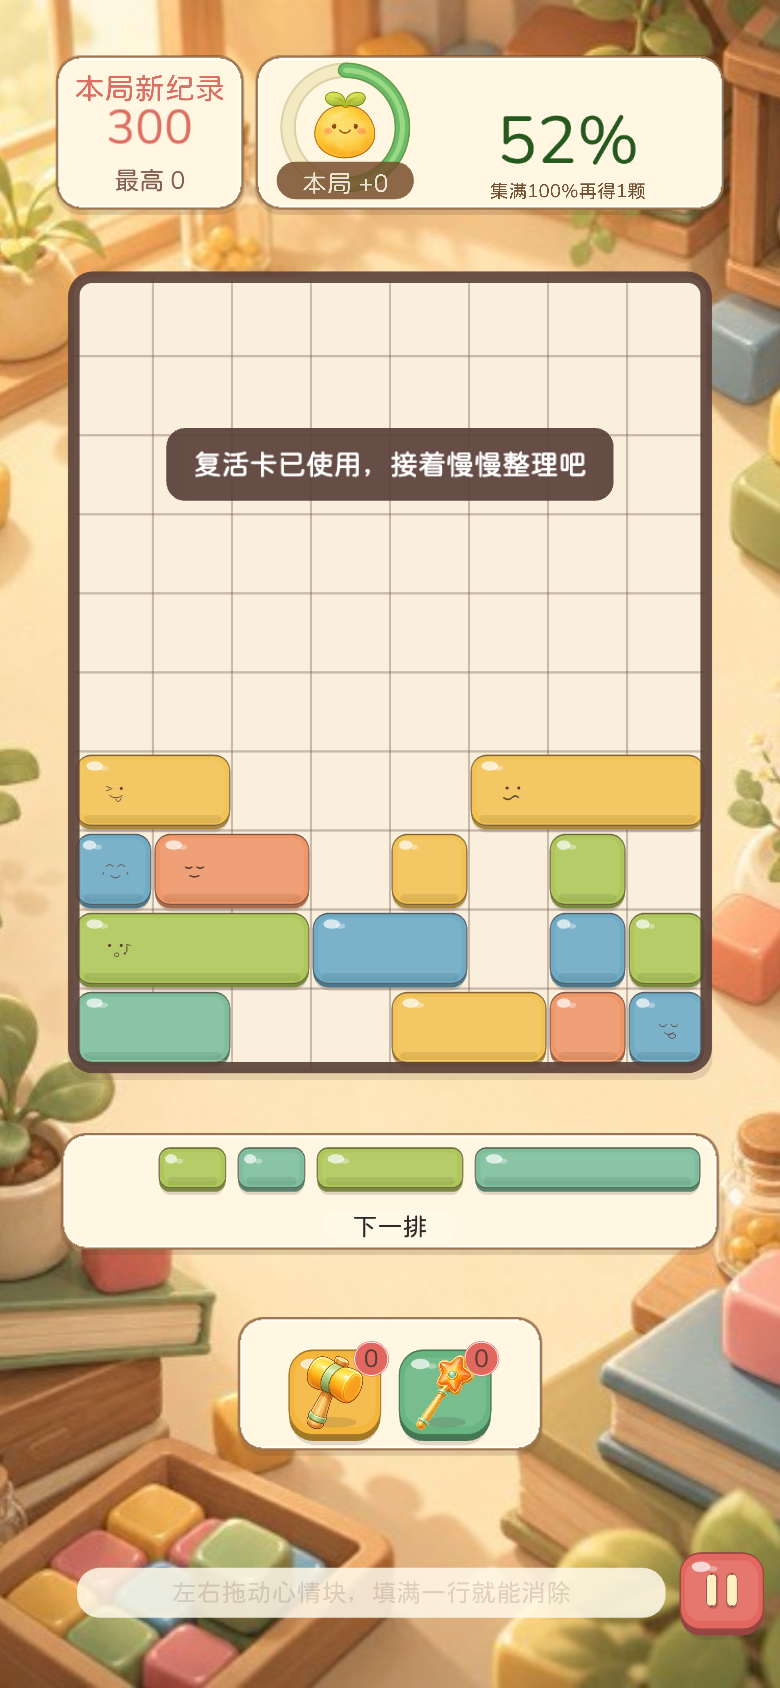 本局新纪录
300
最高 0
本局 +0
52%
集满100%再得1颗
复活卡已使用，接着慢慢整理吧
下一排
0
0
左右拖动心情块，填满一行就能消除